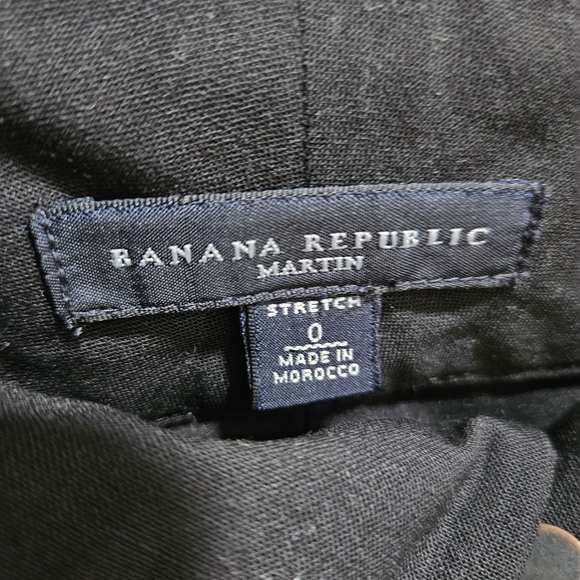 BANANA REPUBLIC
MARTIN
STRETCH
0
MADE IN
MOROCCO